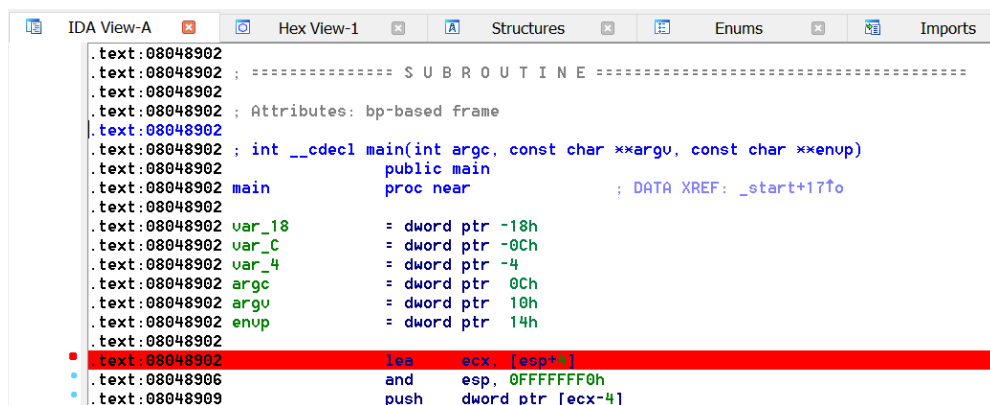 IDA View-A Hex View-1 Structures Enums Imports
.text:08048902
.text:08048902 ; =============== S U B R O U T I N E =======================================
.text:08048902
.text:08048902 ; Attributes: bp-based frame
.text:08048902
.text:08048902 ; int __cdecl main(int argc, const char **argv, const char **envp)
.text:08048902 public main
.text:08048902 main proc near ; DATA XREF: _start+17↑o
.text:08048902
.text:08048902 var_18 = dword ptr -18h
.text:08048902 var_C = dword ptr -0Ch
.text:08048902 var_4 = dword ptr -4
.text:08048902 argc = dword ptr 0Ch
.text:08048902 argv = dword ptr 10h
.text:08048902 envp = dword ptr 14h
.text:08048902
.text:08048902 lea ecx, [esp+4]
.text:08048906 and esp, 0FFFFFFF0h
.text:08048909 push dword ptr [ecx-4]